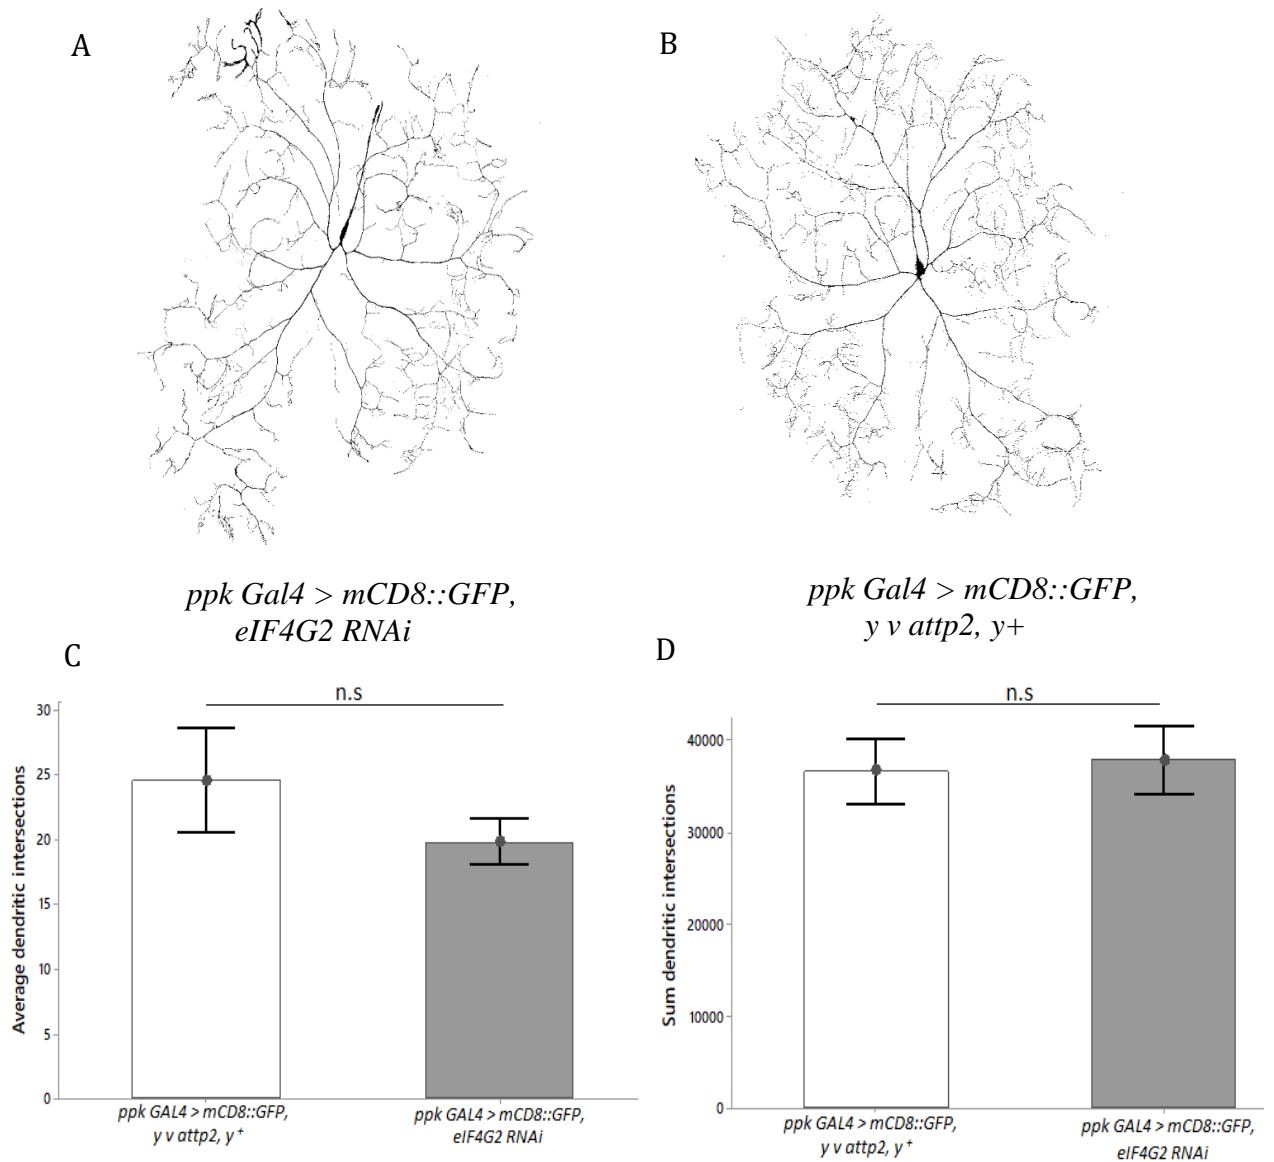 A
B
ppk Gal4 > mCD8::GFP,
eIF4G2 RNAi
ppk Gal4 > mCD8::GFP,
y v attp2, y+
C
D
n.s
Average dendritic intersections
30
25
20
15
10
5
0
ppk GAL4 > mCD8::GFP,
y v attp2, y +
ppk GAL4 > mCD8::GFP,
eIF4G2 RNAi
n.s
Sum dendritic intersections
40000
30000
20000
10000
0
ppk GAL4 > mCD8::GFP,
y v attp2, y +
ppk GAL4 > mCD8::GFP,
eIF4G2 RNAi